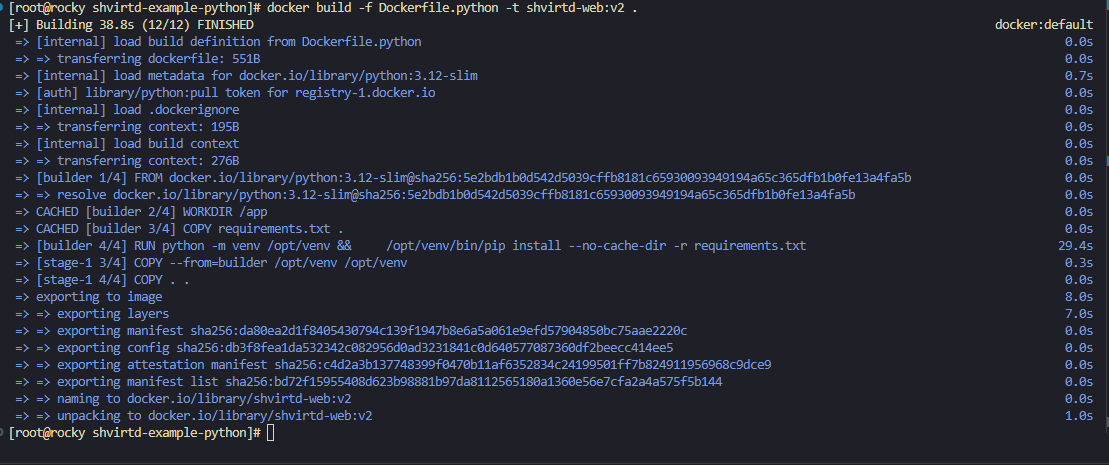 [root@rocky shvirtd-example-python]# docker build -f Dockerfile.python -t shvirtd-web:v2 .
[+] Building 38.8s (12/12) FINISHED docker:default
=> [internal] load build definition from Dockerfile.python 0.0s
=> => transferring dockerfile: 551B 0.0s
=> [internal] load metadata for docker.io/library/python:3.12-slim 0.7s
=> [auth] library/python:pull token for registry-1.docker.io 0.0s
=> [internal] load .dockerignore 0.0s
=> => transferring context: 195B 0.0s
=> [internal] load build context 0.0s
=> => transferring context: 276B 0.0s
=> [builder 1/4] FROM docker.io/library/python:3.12-slim@sha256:5e2bdb1b0d542d5039cffb8181c65930093949194a65c365dfb1b0fe13a4fa5b 0.0s
=> => resolve docker.io/library/python:3.12-slim@sha256:5e2bdb1b0d542d5039cffb8181c65930093949194a65c365dfb1b0fe13a4fa5b 0.0s
=> CACHED [builder 2/4] WORKDIR /app 0.0s
=> CACHED [builder 3/4] COPY requirements.txt . 0.0s
=> [builder 4/4] RUN python -m venv /opt/venv &&     /opt/venv/bin/pip install --no-cache-dir -r requirements.txt 29.4s
=> [stage-1 3/4] COPY --from=builder /opt/venv /opt/venv 0.3s
=> [stage-1 4/4] COPY . . 0.0s
=> exporting to image 8.0s
=> => exporting layers 7.0s
=> => exporting manifest sha256:da80ea2d1f8405430794c139f1947b8e6a5a061e9efd57904850bc75aae2220c 0.0s
=> => exporting config sha256:db3f8fea1da532342c082956d0ad3231841c0d640577087360df2beecc414ee5 0.0s
=> => exporting attestation manifest sha256:c4d2a3b137748399f0470b11af6352834c24199501ff7b824911956968c9dce9 0.0s
=> => exporting manifest list sha256:bd72f15955408d623b98881b97da8112565180a1360e56e7cfa2a4a575f5b144 0.0s
=> => naming to docker.io/library/shvirtd-web:v2 0.0s
=> => unpacking to docker.io/library/shvirtd-web:v2 1.0s
[root@rocky shvirtd-example-python]#